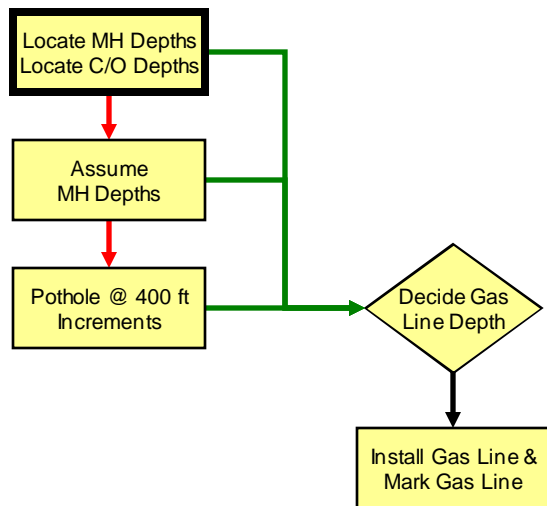 Locate MH Depths
Locate C/O Depths
Assume
MH Depths
Pothole @ 400 ft
Increments
Decide Gas
Line Depth
Install Gas Line &
Mark Gas Line